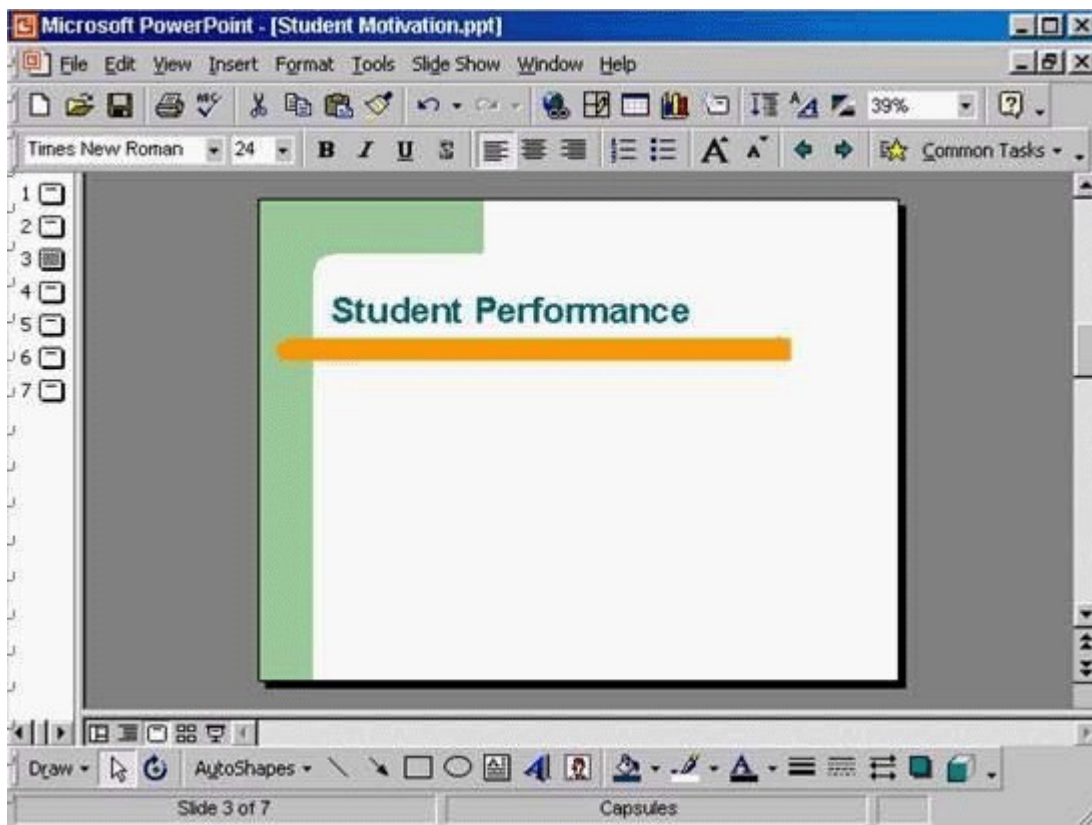 Microsoft PowerPoint - [Student Motivation.ppt]
File Edit View Insert Format Tools Slide Show Window Help
ABC 39%
Times New Roman 24 B I U S A A Common Tasks
1
2
3
4
5
6
7
Student Performance
Draw AutoShapes A A
Slide 3 of 7 Capsules